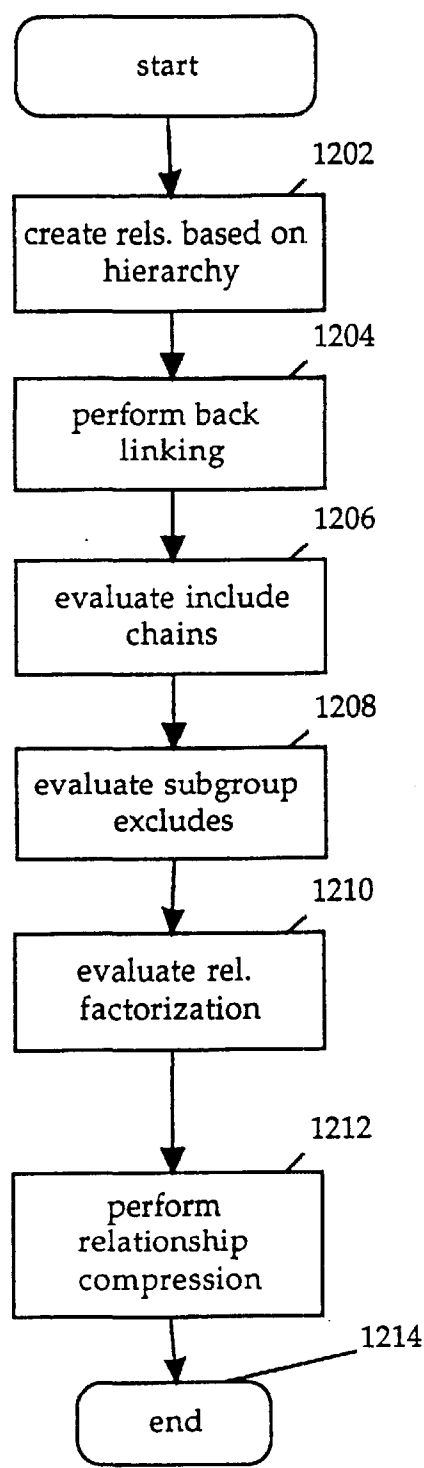 start
1202
create rels. based on
hierarchy
1204
perform back
linking
1206
evaluate include
chains
1208
evaluate subgroup
excludes
1210
evaluate rel.
factorization
1212
perform
relationship
compression
1214
end